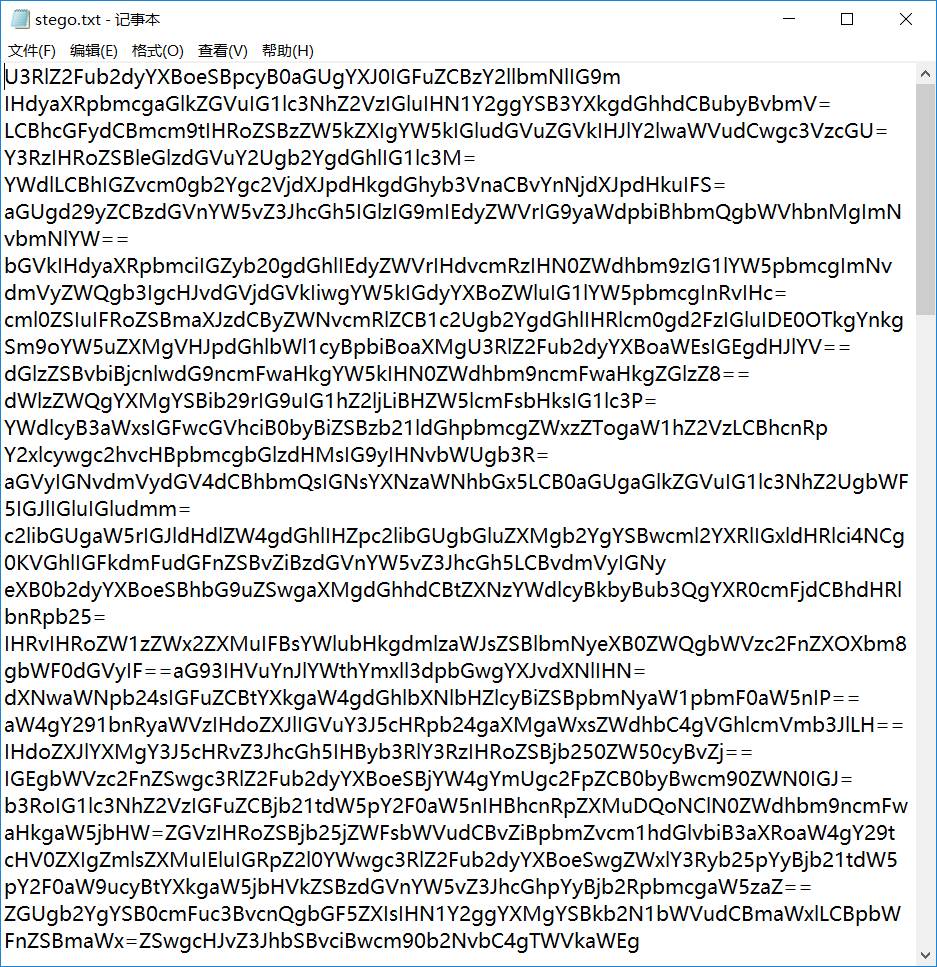 stego.txt - 记事本
文件(F) 编辑(E) 格式(O) 查看(V) 帮助(H)
U3RlZ2Fub2dyYXBoeSBpcyB0aGUgYXJ0IGFuZCBzY2llbmNlIG9m
IHdyaXRpbmcgaGlkZGVuIG1lc3NhZ2VzIGluIHN1Y2ggYSB3YXkgdGhhdCBubyBvbmV=
LCBhcGFydCBmcm9tIHRoZSBzZW5kZXIgYW5kIGludGVuZGVkIHJlY2lwaWVudCwgc3VzcGU=
Y3RzIHRoZSBleGlzdGVuY2Ugb2YgdGhlIG1lc3M=
YWdlLCBhIGZvcm0gb2Ygc2VjdXJpdHkgdGhyb3VnaCBvYnNjdXJpdHkuIFS=
aGUgd29yZCBzdGVnYW5vZ3JhcGh5IGlzIG9mIEdyZWVrIG9yaWdpbiBhbmQgbWVhbnMgImN
vbmNlYW==
bGVkIHdyaXRpbmciIGZyb20gdGhlIEdyZWVrIHdvcmRzIHN0ZWdhbm9zIG1lYW5pbmcgImNv
dmVyZWQgb3IgcHJvdGVjdGVkIiwgYW5kIGdyYXBoZWluIG1lYW5pbmcgInRvIHc=
cml0ZSIuIFRoZSBmaXJzdCByZWNvcmRlZCB1c2Ugb2YgdGhlIHRlcm0gd2FzIGluIDE0OTkgYnkg
Sm9oYW5uZXMgVHJpdGhlbWl1cyBpbiBoaXMgU3RlZ2Fub2dyYXBoaWEsIGEgdHJlYV==
dGlzZSBvbiBjcnlwdG9ncmFwaHkgYW5kIHN0ZWdhbm9ncmFwaHkgZGlzZ8==
dWlzZWQgYXMgYSBib29rIG9uIG1hZ2ljLiBHZW5lcmFsbHksIG1lc3P=
YWdlcyB3aWxsIGFwcGVhciB0byBiZSBzb21ldGhpbmcgZWxzZTogaW1hZ2VzLCBhcnRp
Y2xlcywgc2hvcHBpbmcgbGlzdHMsIG9yIHNvbWUgb3R=
aGVyIGNvdmVydGV4dCBhbmQsIGNsYXNzaWNhbGx5LCB0aGUgaGlkZGVuIG1lc3NhZ2UgbWF
5IGJlIGluIGludmm=
c2libGUgaW5rIGJldHdlZW4gdGhlIHZpc2libGUgbGluZXMgb2YgYSBwcml2YXRlIGxldHRlci4NCg
0KVGhlIGFkdmFudGFnZSBvZiBzdGVnYW5vZ3JhcGh5LCBvdmVyIGNy
eXB0b2dyYXBoeSBhbG9uZSwgaXMgdGhhdCBtZXNzYWdlcyBkbyBub3QgYXR0cmFjdCBhdHRl
bnRpb25=
IHRvIHRoZW1zZWx2ZXMuIFBsYWlubHkgdmlzaWJsZSBlbmNyeXB0ZWQgbWVzc2FnZXOXbm8
gbWF0dGVyIF==aG93IHVuYnJlYWthYmxll3dpbGwgYXJvdXNlIHN=
dXNwaWNpb24sIGFuZCBtYXkgaW4gdGhlbXNlbHZlcyBiZSBpbmNyaW1pbmF0aW5nIP==
aW4gY291bnRyaWVzIHdoZXJlIGVuY3J5cHRpb24gaXMgaWxsZWdhbC4gVGhlcmVmb3JlLH==
IHdoZXJlYXMgY3J5cHRvZ3JhcGh5IHByb3RlY3RzIHRoZSBjb250ZW50cyBvZj==
IGEgbWVzc2FnZSwgc3RlZ2Fub2dyYXBoeSBjYW4gYmUgc2FpZCB0byBwcm90ZWN0IGJ=
b3RoIG1lc3NhZ2VzIGFuZCBjb21tdW5pY2F0aW5nIHBhcnRpZXMuDQoNClN0ZWdhbm9ncmFw
aHkgaW5jbHW=ZGVzIHRoZSBjb25jZWFsbWVudCBvZiBpbmZvcm1hdGlvbiB3aXRoaW4gY29t
cHV0ZXIgZmlsZXMuIEluIGRpZ2l0YWwgc3RlZ2Fub2dyYXBoeSwgZWxlY3Ryb25pYyBjb21tdW5
pY2F0aW9ucyBtYXkgaW5jbHVkZSBzdGVnYW5vZ3JhcGhpYyBjb2RpbmcgaW5zaZ==
ZGUgb2YgYSB0cmFuc3BvcnQgbGF5ZXIsIHN1Y2ggYXMgYSBkb2N1bWVudCBmaWxlLCBpbW
FnZSBmaWx=ZSwgcHJvZ3JhbSBvciBwcm90b2NvbC4gTWVkaWEg